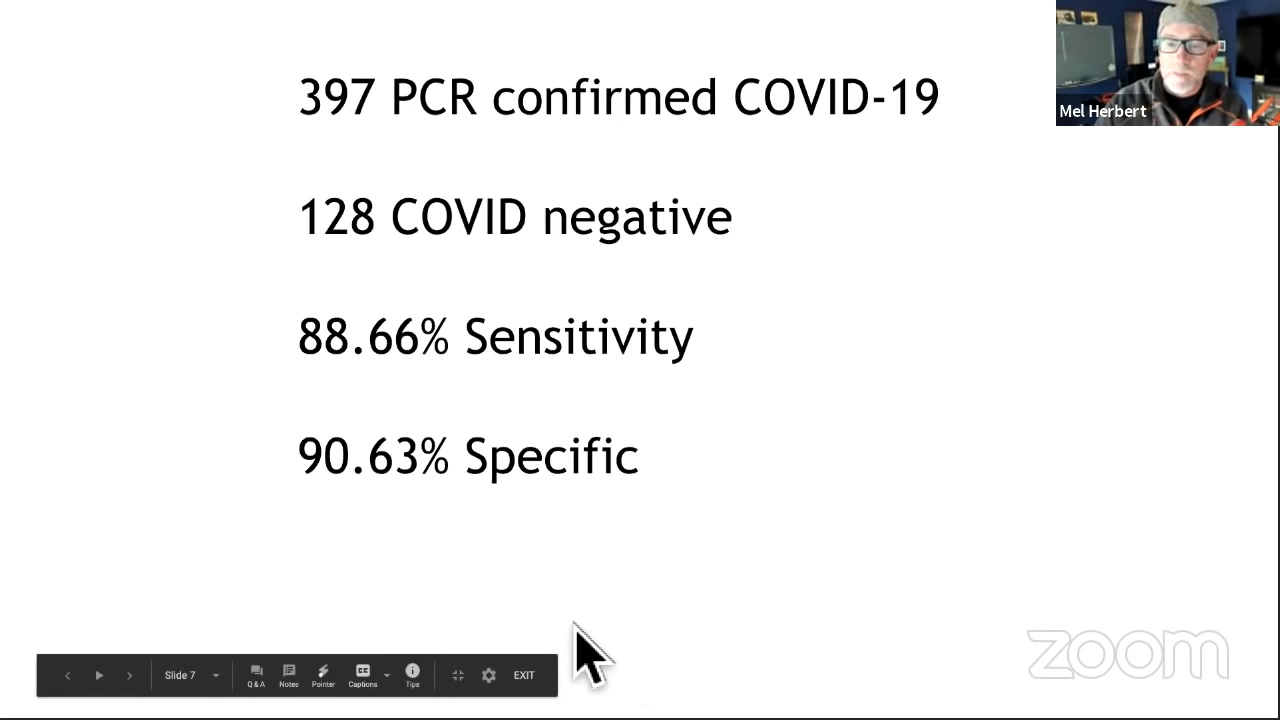 397 PCR confirmed COVID-19
Mel Herbert
128 COVID negative
88.66% Sensitivity
90.63% Specific
zoom
Slide 7
Q & A
Notes
Pointer
CC
Captions
Tips
EXIT